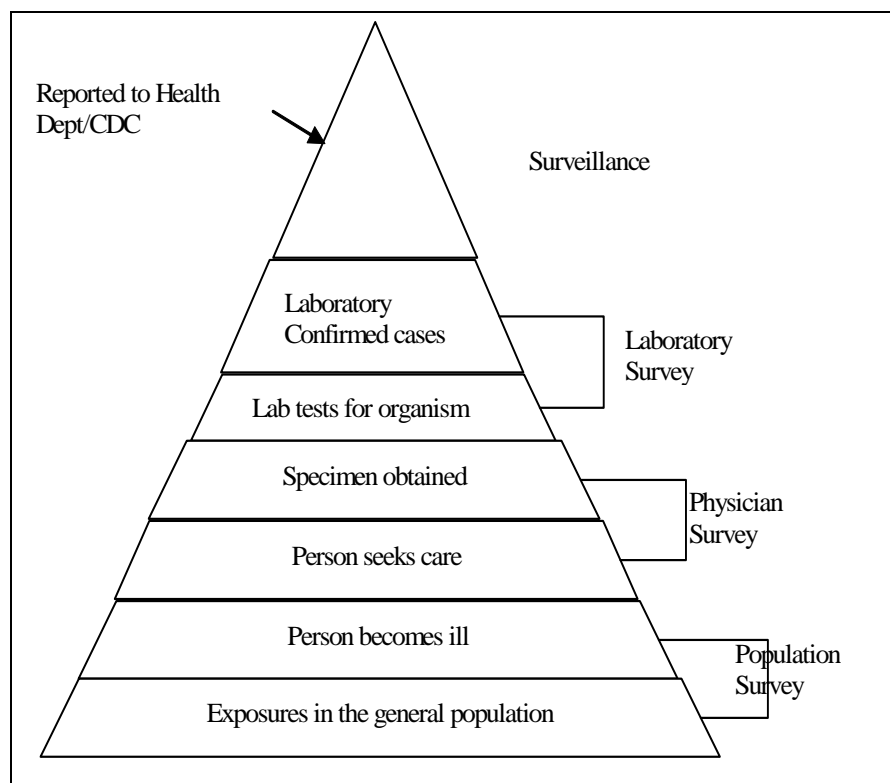 Reported to Health
Dept/CDC
Surveillance
Laboratory
Confirmed cases
Laboratory
Survey
Lab tests for organism
Specimen obtained
Physician
Survey
Person seeks care
Person becomes ill
Population
Survey
Exposures in the general population